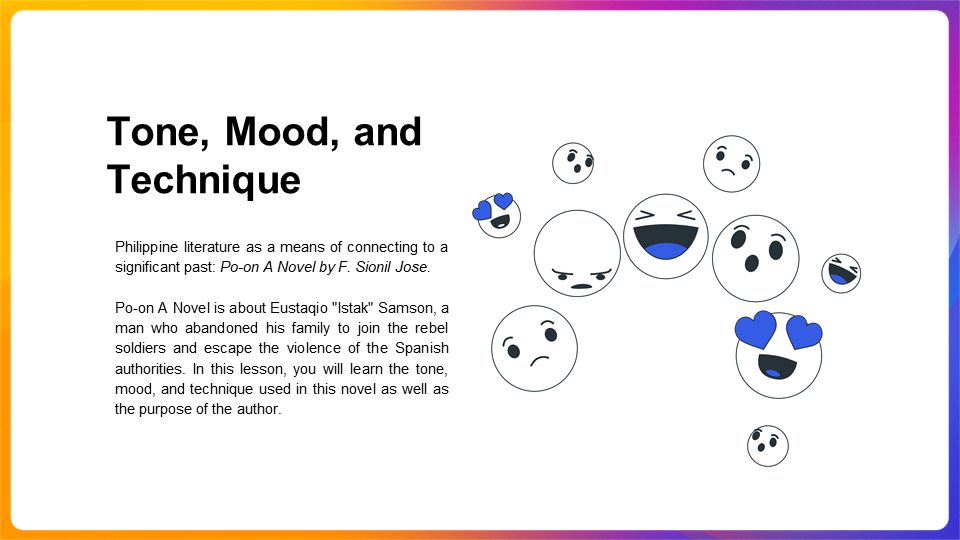 Tone, Mood, and
Technique
Philippine literature as a means of connecting to a
significant past: Po-on A Novel by F. Sionil Jose.
Po-on A Novel is about Eustaqio "Istak" Samson, a
man who abandoned his family to join the rebel
soldiers and escape the violence of the Spanish
authorities. In this lesson, you will learn the tone,
mood, and technique used in this novel as well as
the purpose of the author.